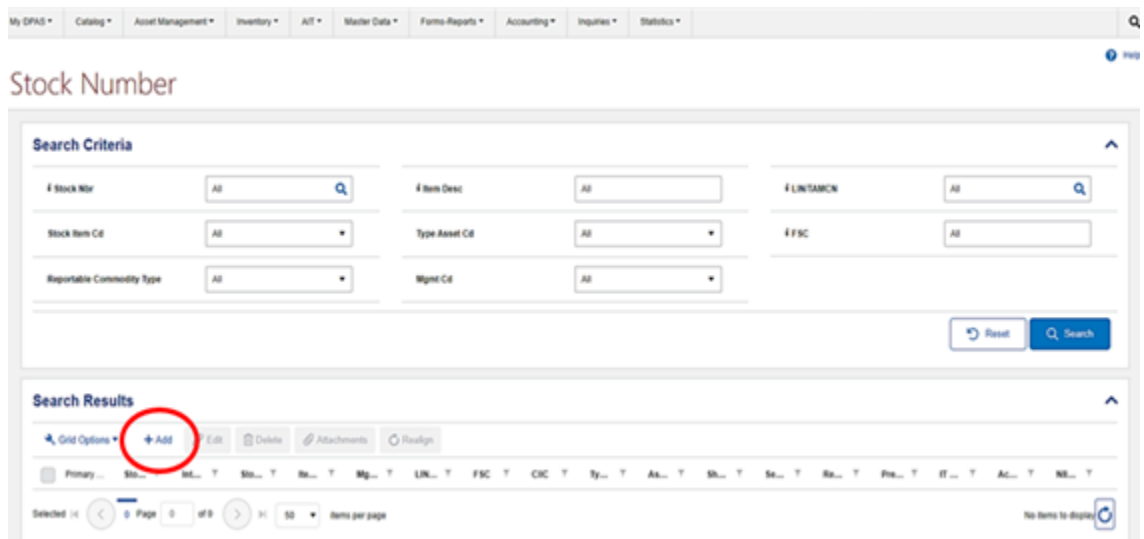 My DPAS Catalog Asset Management Inventory AIT Master Data Forms-Reports Accounting Inquiries Statistics
Help
Stock Number
Search Criteria
Stock Nbr All Item Desc All LIN/TAMCN All
Stock Item Cd All Type Asset Cd All FSC All
Reportable Commodity Type All Mgmt Cd All
Reset Search
Search Results
Grid Options + Add Edit Delete Attachments Realign
Primary ... Sto... Int... Sto... Ite... Mg... LIN... FSC CIIC Ty... As... Sh... Se... Re... Pre... IT ... Ac... NII...
Selected 0 Page 0 of 0 50 items per page No items to display